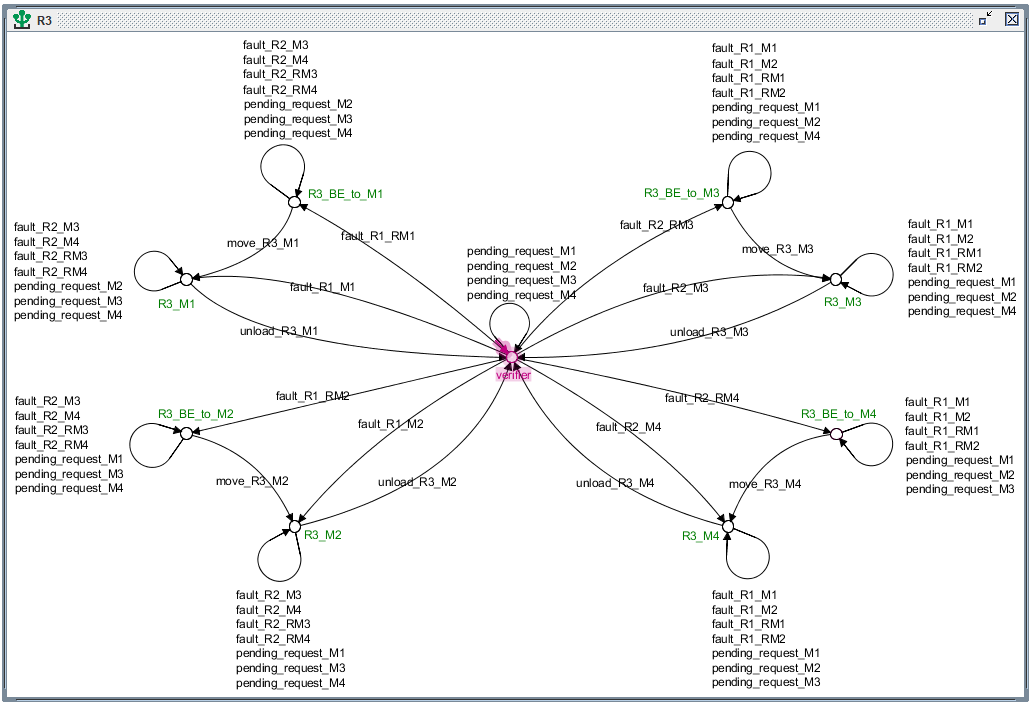 R3
fault_R2_M3
fault_R2_M4
fault_R2_RM3
fault_R2_RM4
pending_request_M2
pending_request_M3
pending_request_M4
fault_R1_M1
fault_R1_M2
fault_R1_RM1
fault_R1_RM2
pending_request_M1
pending_request_M2
pending_request_M4
R3_BE_to_M1
R3_BE_to_M3
fault_R2_M3
fault_R2_M4
fault_R2_RM3
fault_R2_RM4
pending_request_M2
pending_request_M3
pending_request_M4
move_R3_M1
fault_R1_RM1
pending_request_M1
pending_request_M2
pending_request_M3
pending_request_M4
fault_R2_RM3
move_R3_M3
fault_R1_M1
fault_R1_M2
fault_R1_RM1
fault_R1_RM2
pending_request_M1
pending_request_M2
pending_request_M4
R3_M1
fault_R1_M1
fault_R2_M3
R3_M3
unload_R3_M1
unload_R3_M3
verifier
fault_R2_M3
fault_R2_M4
fault_R2_RM3
fault_R2_RM4
pending_request_M1
pending_request_M3
pending_request_M4
R3_BE_to_M2
fault_R1_RM2
fault_R2_RM4
R3_BE_to_M4
fault_R1_M1
fault_R1_M2
fault_R1_RM1
fault_R1_RM2
pending_request_M1
pending_request_M2
pending_request_M3
fault_R1_M2
fault_R2_M4
move_R3_M2
unload_R3_M2
unload_R3_M4
move_R3_M4
R3_M2
R3_M4
fault_R2_M3
fault_R2_M4
fault_R2_RM3
fault_R2_RM4
pending_request_M1
pending_request_M3
pending_request_M4
fault_R1_M1
fault_R1_M2
fault_R1_RM1
fault_R1_RM2
pending_request_M1
pending_request_M2
pending_request_M3